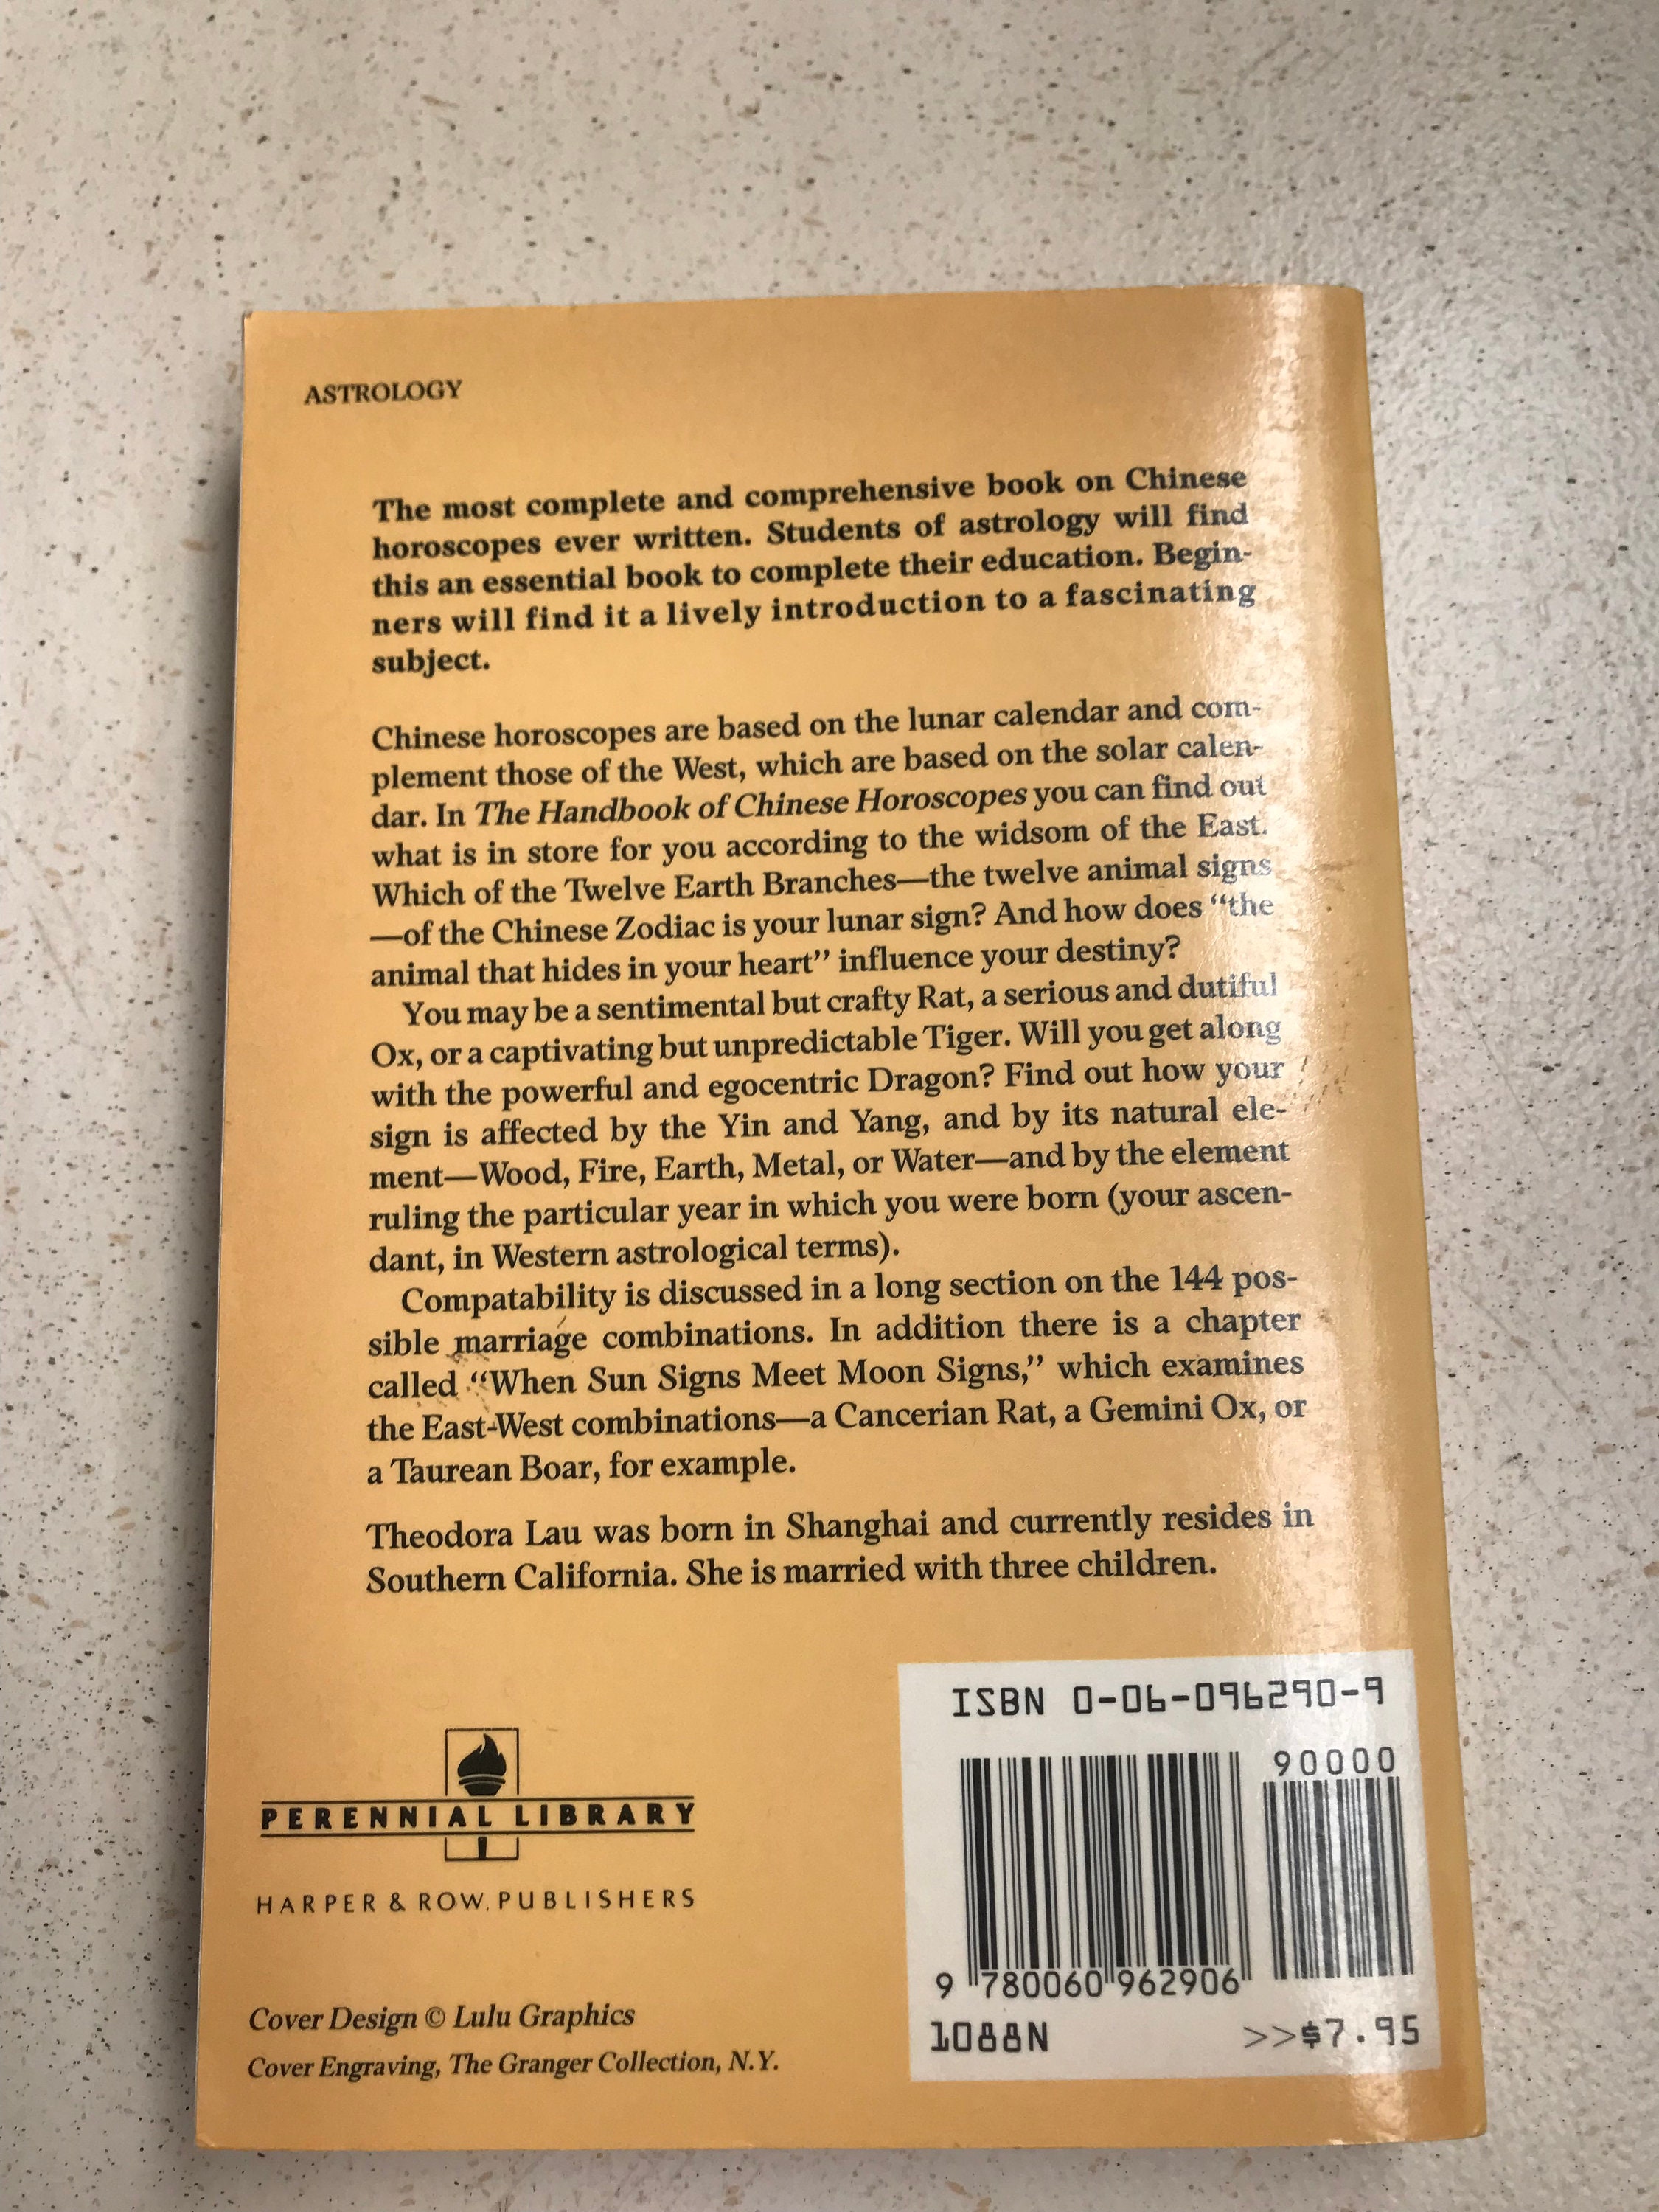 ASTROLOGY
The most complete and comprehensive book on Chinese
horoscopes ever written. Students of astrology will find
this an essential book to complete their education. Begin-
ners will find it a lively introduction to a fascinating
subject.
Chinese horoscopes are based on the lunar calendar and com-
plement those of the West, which are based on the solar calen-
dar. In The Handbook of Chinese Horoscopes you can find out
what is in store for you according to the widsom of the East.
Which of the Twelve Earth Branches—the twelve animal signs
—of the Chinese Zodiac is your lunar sign? And how does “the
animal that hides in your heart” influence your destiny?
You may be a sentimental but crafty Rat, a serious and dutiful
Ox, or a captivating but unpredictable Tiger. Will you get along
with the powerful and egocentric Dragon? Find out how your
sign is affected by the Yin and Yang, and by its natural ele-
ment—Wood, Fire, Earth, Metal, or Water—and by the element
ruling the particular year in which you were born (your ascen-
dant, in Western astrological terms).
Compatability is discussed in a long section on the 144 pos-
sible marriage combinations. In addition there is a chapter
called “When Sun Signs Meet Moon Signs,” which examines
the East-West combinations—a Cancerian Rat, a Gemini Ox, or
a Taurean Boar, for example.
Theodora Lau was born in Shanghai and currently resides in
Southern California. She is married with three children.
ISBN 0-06-096290-9
90000
PERENNIAL LIBRARY
HARPER & ROW, PUBLISHERS
9 780060 962906
Cover Design © Lulu Graphics
1088N >>$7.95
Cover Engraving, The Granger Collection, N.Y.